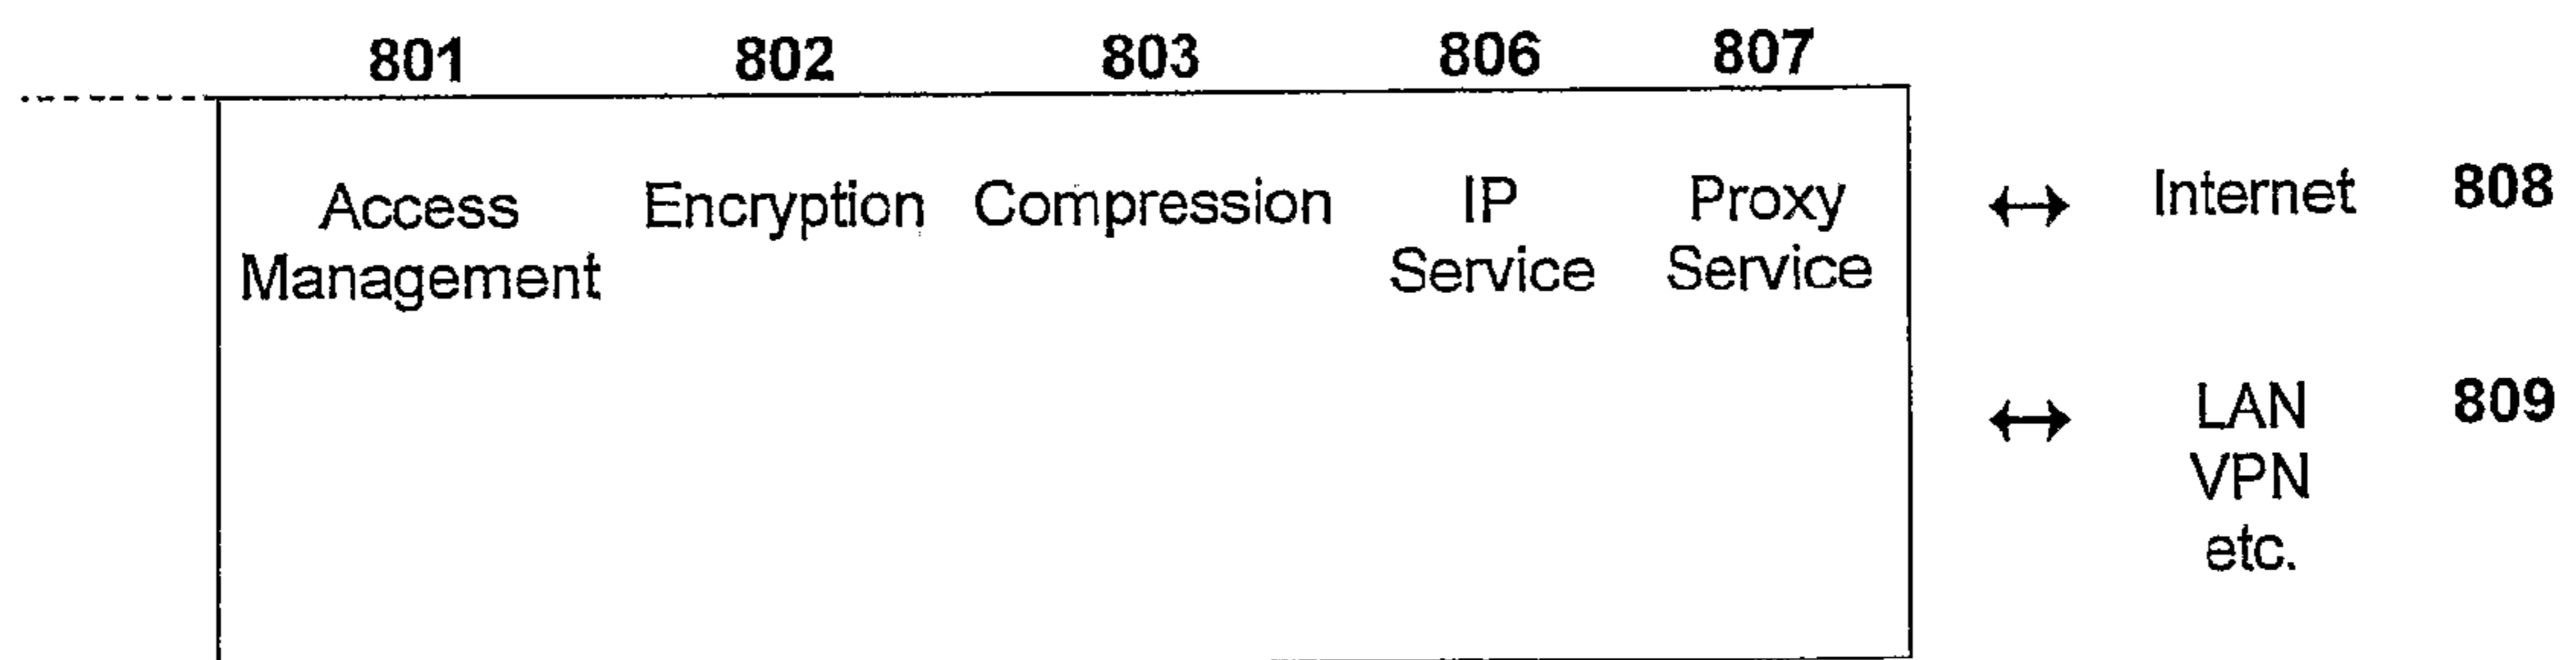 801 802 803 806 807
Access Encryption Compression IP Proxy ↔ Internet 808
Management Service Service
↔ LAN 809
VPN
etc.